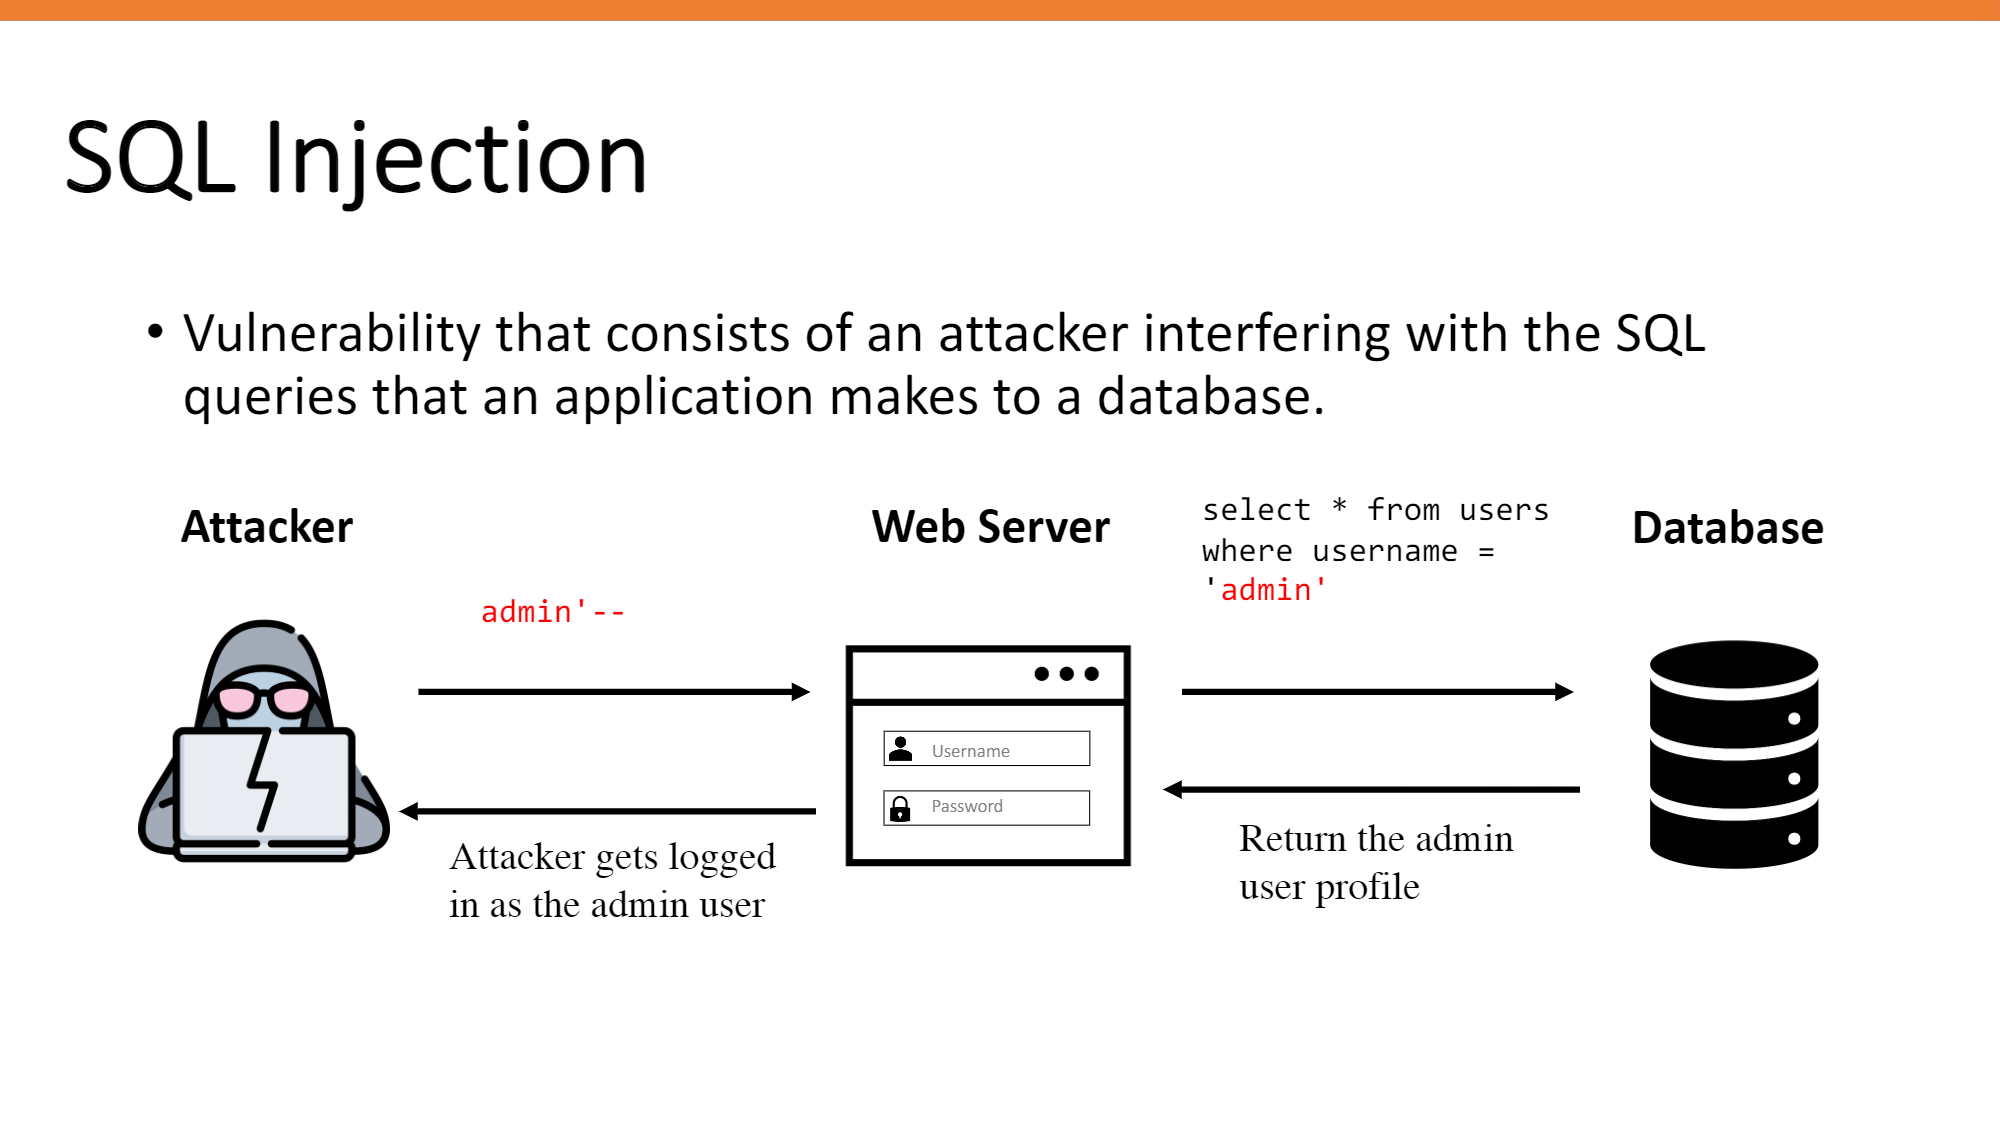 SQL Injection
• Vulnerability that consists of an attacker interfering with the SQL
queries that an application makes to a database.
Attacker
Web Server
select * from users
where username =
'admin'
Database
admin'--
Username
Password
Attacker gets logged
in as the admin user
Return the admin
user profile